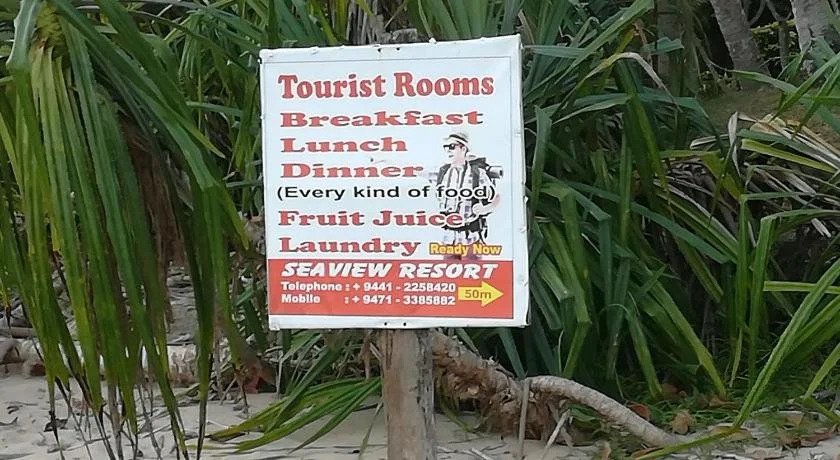 Tourist Rooms
Breakfast
Lunch
Dinner
(Every kind of food)
Fruit Juice
Laundry
Ready Now
SEAVIEW RESORT
Telephone : + 9441 - 2258420
Mobile : + 9471 - 3385882
50m